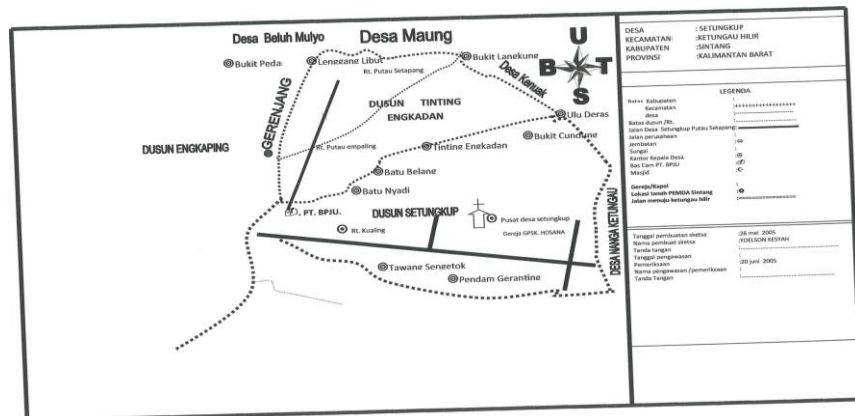 Desa Beluh Mulyo
Desa Maung
Bukit Peda
Lenggang Libut
Bukit Langkung
Rt. Putau Setapang
Desa Kenuak
U
B T
S
GERENJANG
DUSUN TINTING
ENGKADAN
Ulu Deras
DUSUN ENGKAPING
Rt. Putau empaling
Tinting Engkadan
Bukit Cundung
Batu Belang
Batu Nyadi
PT. BPJU.
DUSUN SETUNGKUP
Pusat desa setungkup
Rt. Kualing
Gereja GPSK. HOSANA
DESA NANGA KETUNGAU
Tawang Sengetok
Pendam Geranting
DESA : SETUNGKUP
KECAMATAN : KETUNGAU HILIR
KABUPATEN : SINTANG
PROVINSI : KALIMANTAN BARAT
LEGENDA
Batas Kabupaten :
Kecamatan :++++++++++++++++
desa :
Batas dusun /Rt. :
Jalan Desa Setungkup Putau Setapang:
Jalan perusahaan :
Jembatan :
Sungai :
Kantor Kepala Desa :
Bas Cam PT. BPJU :
Masjid :
Gereja/Kapel :
Lokasi tanah PEMDA Sintang :
Jalan menuju ketungau hilir :
Tanggal pembuatan sketsa :26 mei 2005
Nama pembuat sketsa :YOELSON KESYAH
Tanda tangan :
Tanggal pengawasan :
Pemeriksaan :20 juni 2005
Nama pengawasan /pemeriksaan :
Tanda Tangan :